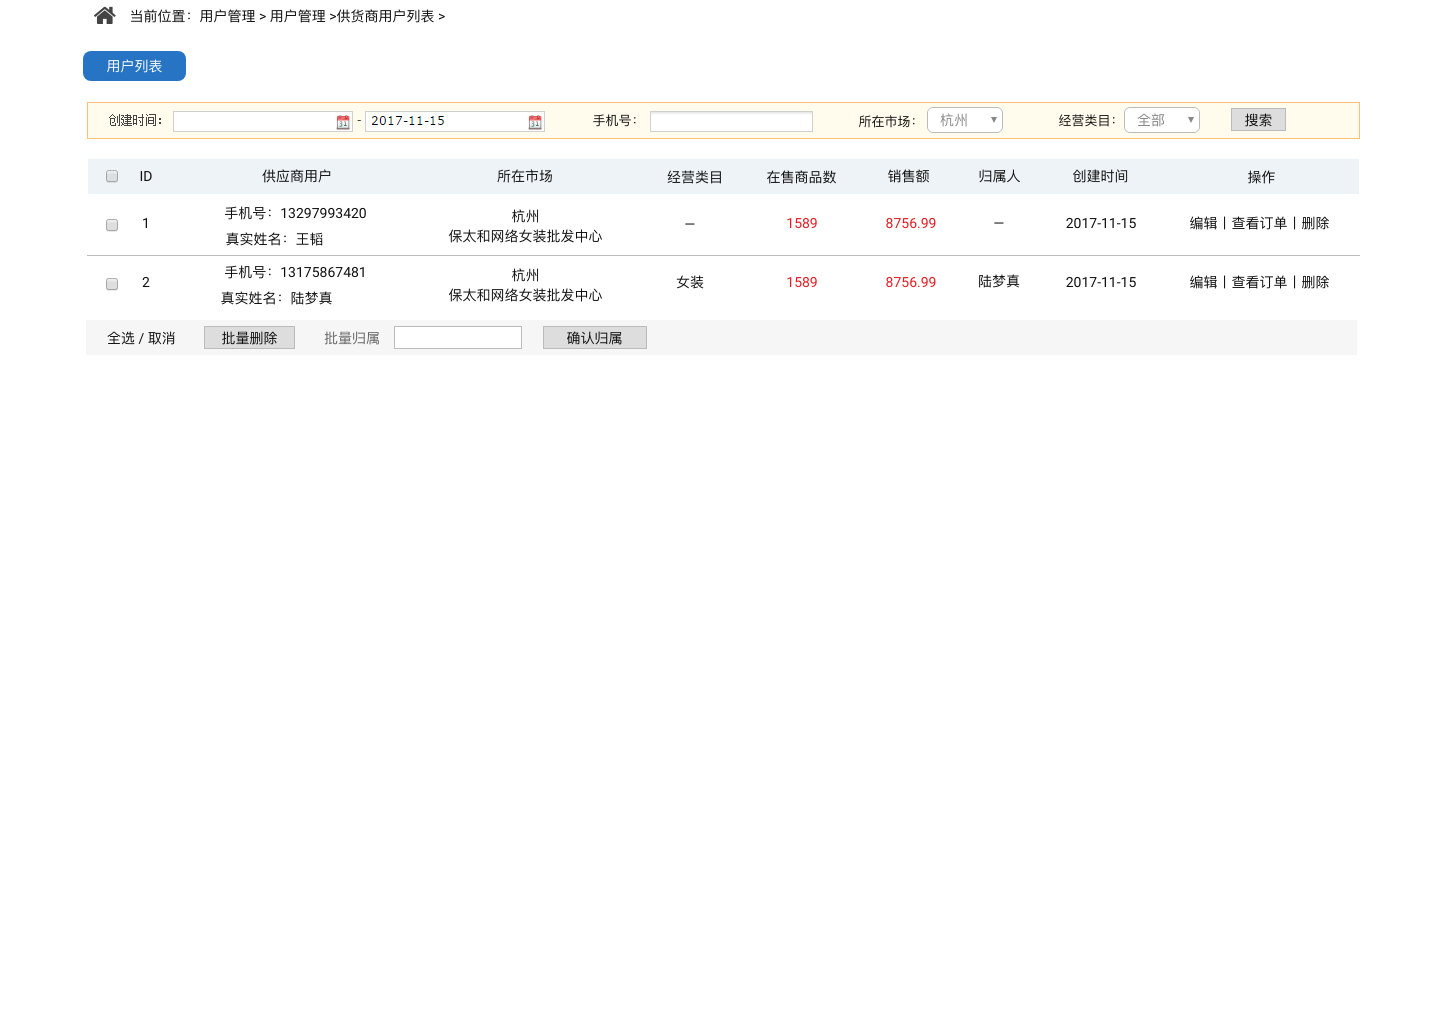 当前位置：用户管理 > 用户管理 >供货商用户列表 >
用户列表
创建时间： - 2017-11-15 手机号： 所在市场： 杭州 经营类目： 全部 搜索
ID 供应商用户 所在市场 经营类目 在售商品数 销售额 归属人 创建时间 操作
手机号：13297993420 杭州
1 — 1589 8756.99 — 2017-11-15 编辑丨查看订单丨删除
真实姓名：王韬 保太和网络女装批发中心
手机号：13175867481 杭州
2 女装 1589 8756.99 陆梦真 2017-11-15 编辑丨查看订单丨删除
真实姓名：陆梦真 保太和网络女装批发中心
全选 / 取消 批量删除 批量归属 确认归属